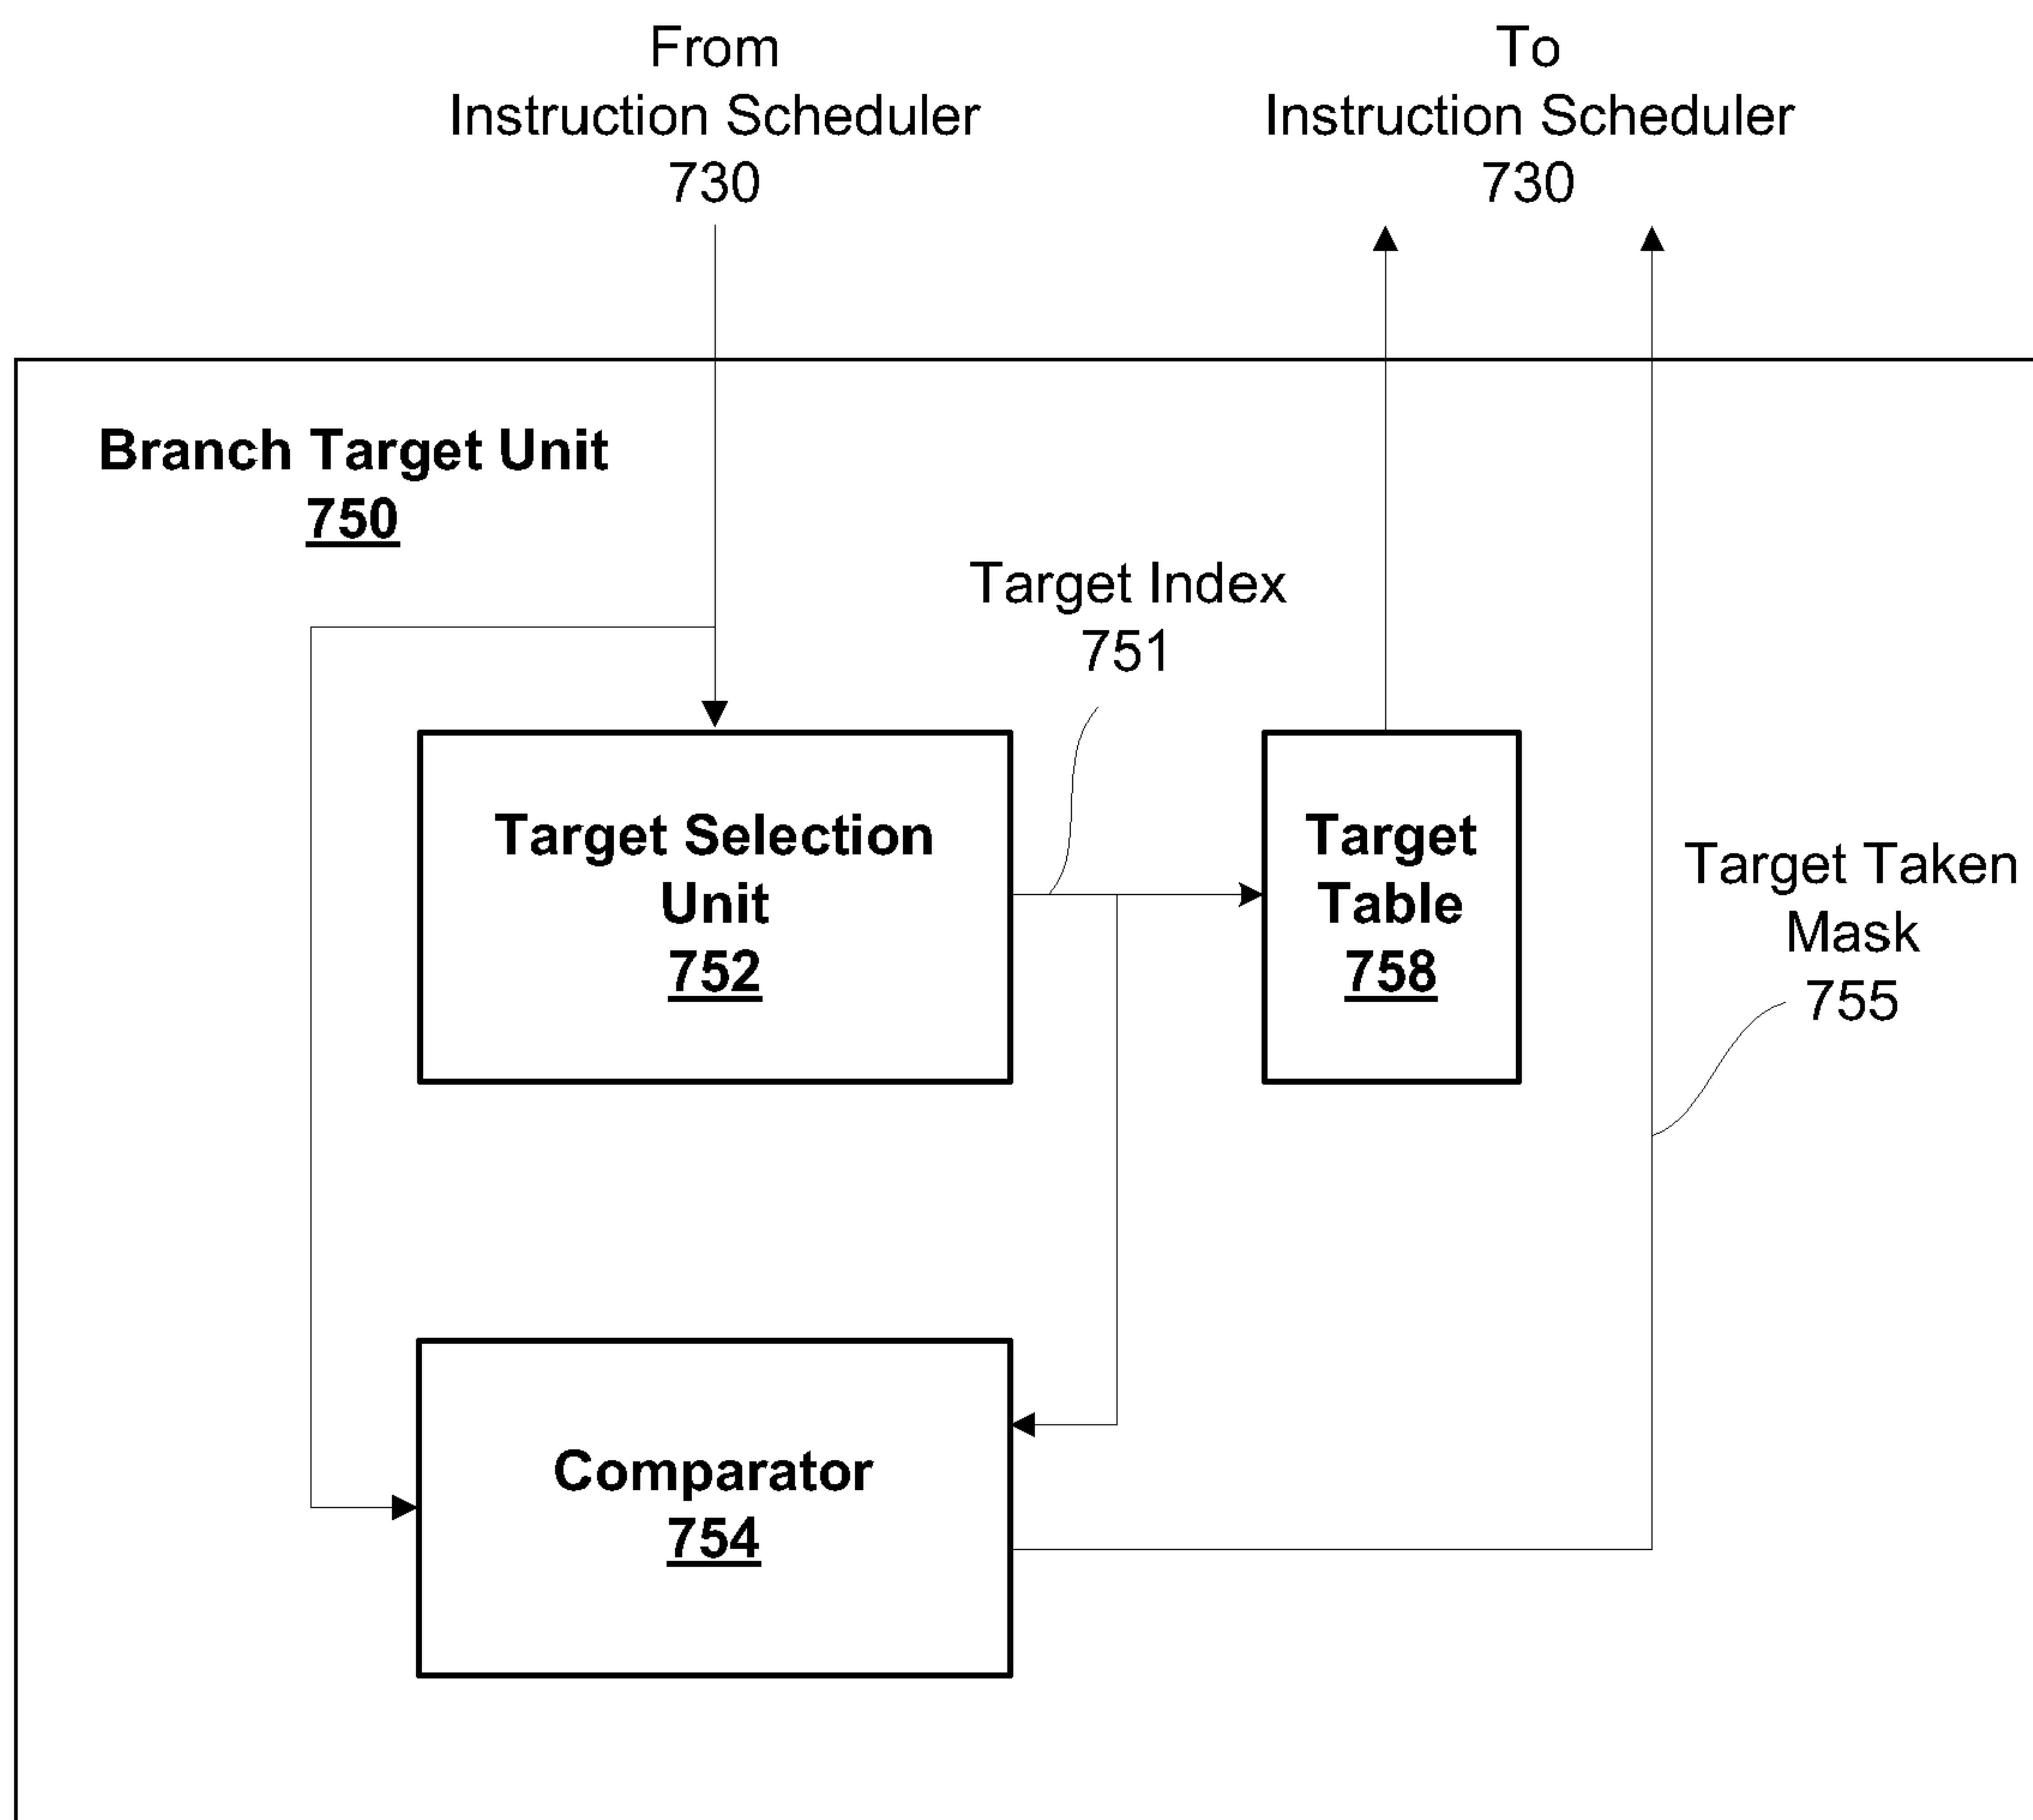 From
Instruction Scheduler
730
To
Instruction Scheduler
730
Branch Target Unit
750
Target Index
751
Target Selection
Unit
752
Target
Table
758
Target Taken
Mask
755
Comparator
754